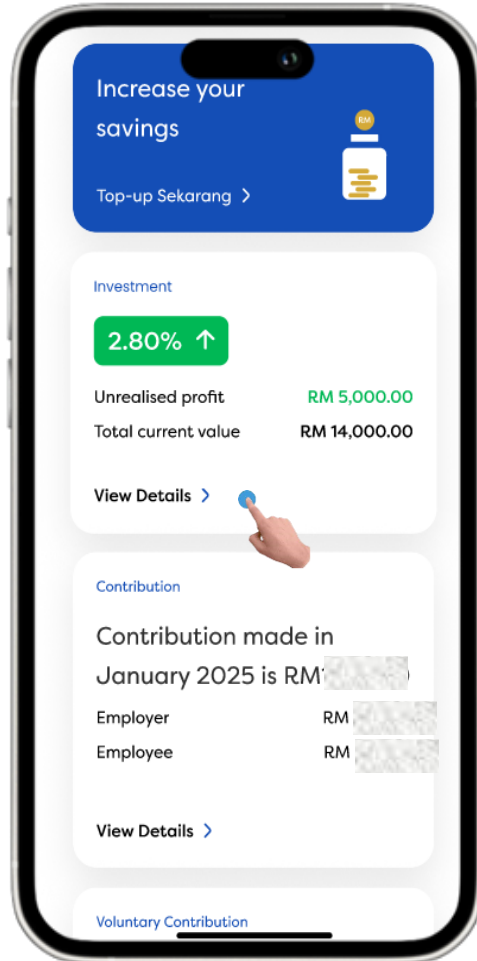 Increase your
savings
RM
Top-up Sekarang >
Investment
2.80% ↑
Unrealised profit RM 5,000.00
Total current value RM 14,000.00
View Details >
Contribution
Contribution made in
January 2025 is RM
Employer RM
Employee RM
View Details >
Voluntary Contribution